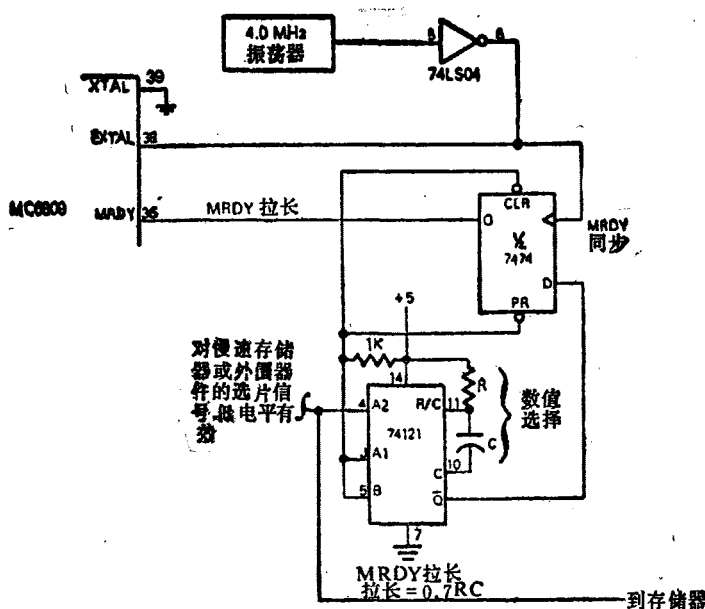 4.0 MHz
振荡器
8
8
74LS04
XTAL
39
EXTAL
38
MC6809
MRDY
36
MRDY 拉长
CLR
Q
½
7474
D
PR
MRDY
同步
+5
1K
对慢速存储
器或外围器
件的选片信
号,低电平有
效
14
R
4
A2
R/C
11
数值
选择
74121
C
3
A1
C
10
5
B
Q̅
7
MRDY拉长
拉长=0.7RC
到存储器